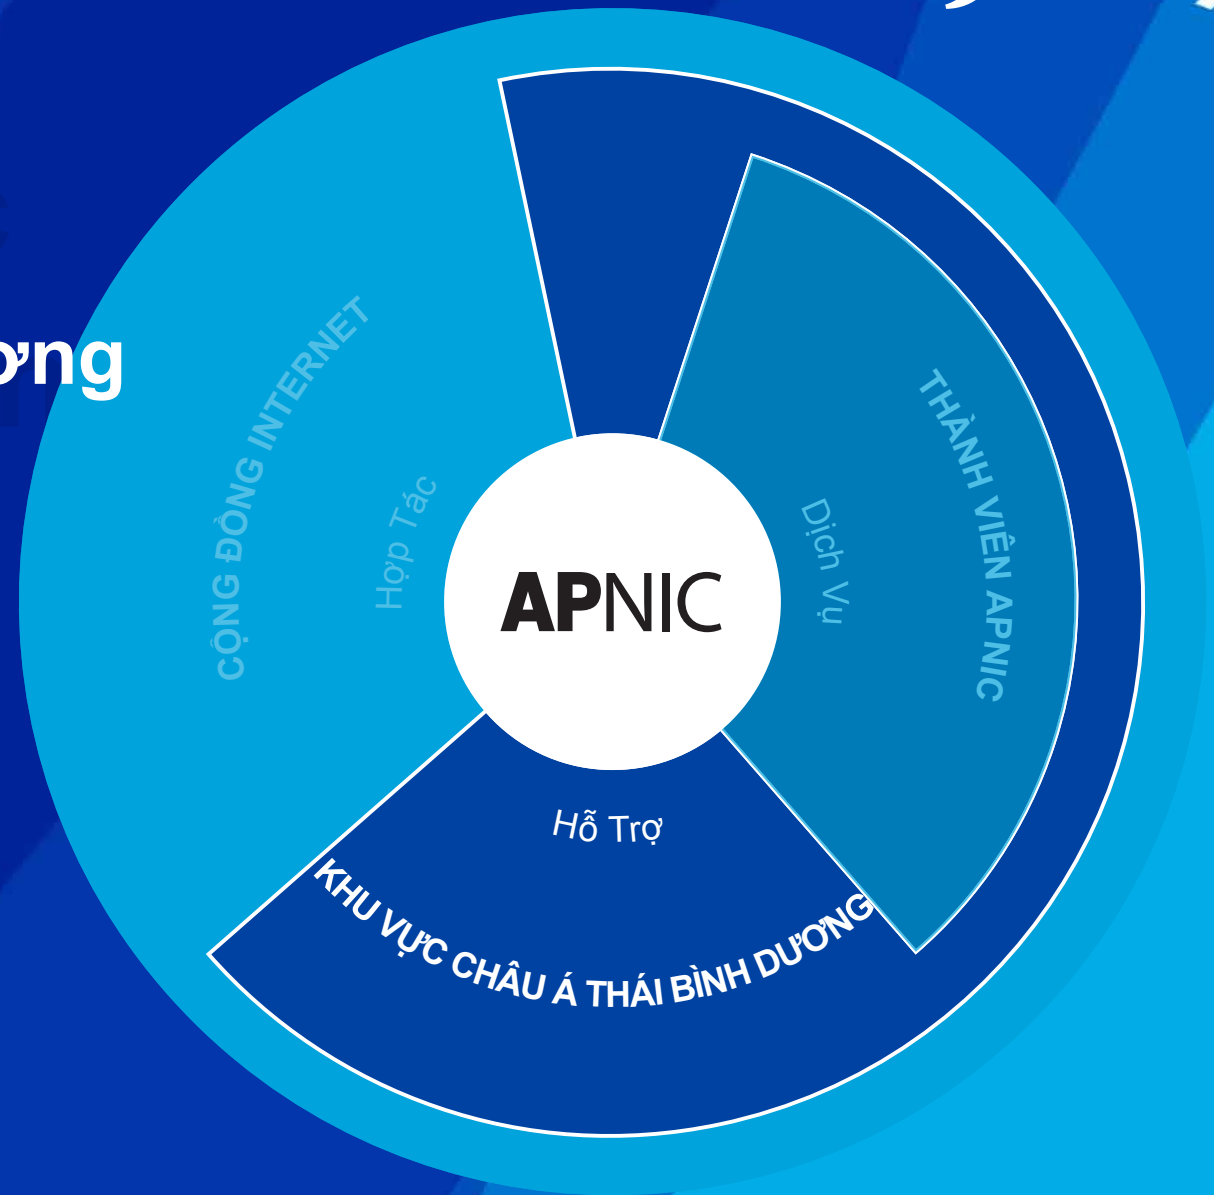 ơng
CỘNG ĐỒNG INTERNET
Hợp Tác
APNIC
Dịch Vụ
THÀNH VIÊN APNIC
Hỗ Trợ
KHU VỰC CHÂU Á THÁI BÌNH DƯƠNG